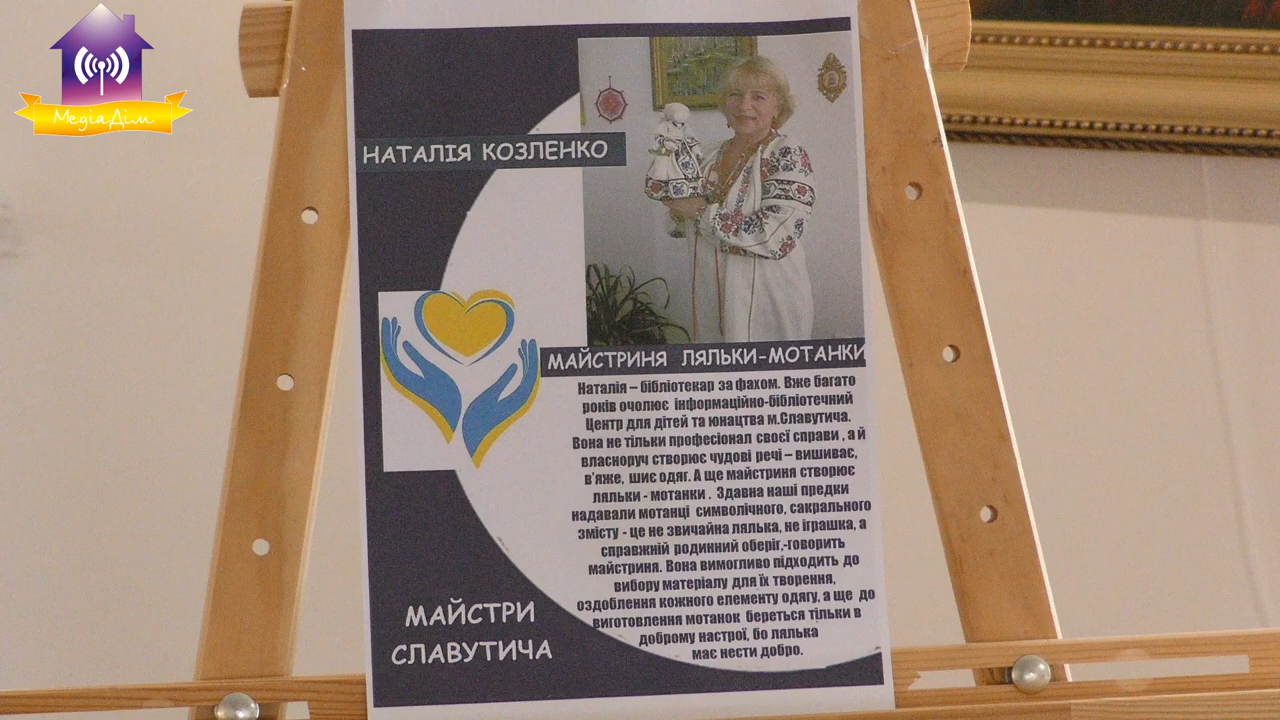 МедіаДім
НАТАЛІЯ КОЗЛЕНКО
МАЙСТРИНЯ ЛЯЛЬКИ-МОТАНКИ
Наталія – бібліотекар за фахом. Вже багато
років очолює інформаційно-бібліотечний
Центр для дітей та юнацтва м.Славутича.
Вона не тільки професіонал своєї справи , а й
власноруч створює чудові речі – вишиває,
в'яже, шиє одяг. А ще майстриня створює
ляльки - мотанки . Здавна наші предки
надавали мотанці символічного, сакрального
змісту - це не звичайна лялька, не іграшка, а
справжній родинний оберіг,-говорить
майстриня. Вона вимогливо підходить до
вибору матеріалу для їх творення,
оздоблення кожного елементу одягу, а ще до
виготовлення мотанок береться тільки в
доброму настрої, бо лялька
має нести добро.
МАЙСТРИ
СЛАВУТИЧА